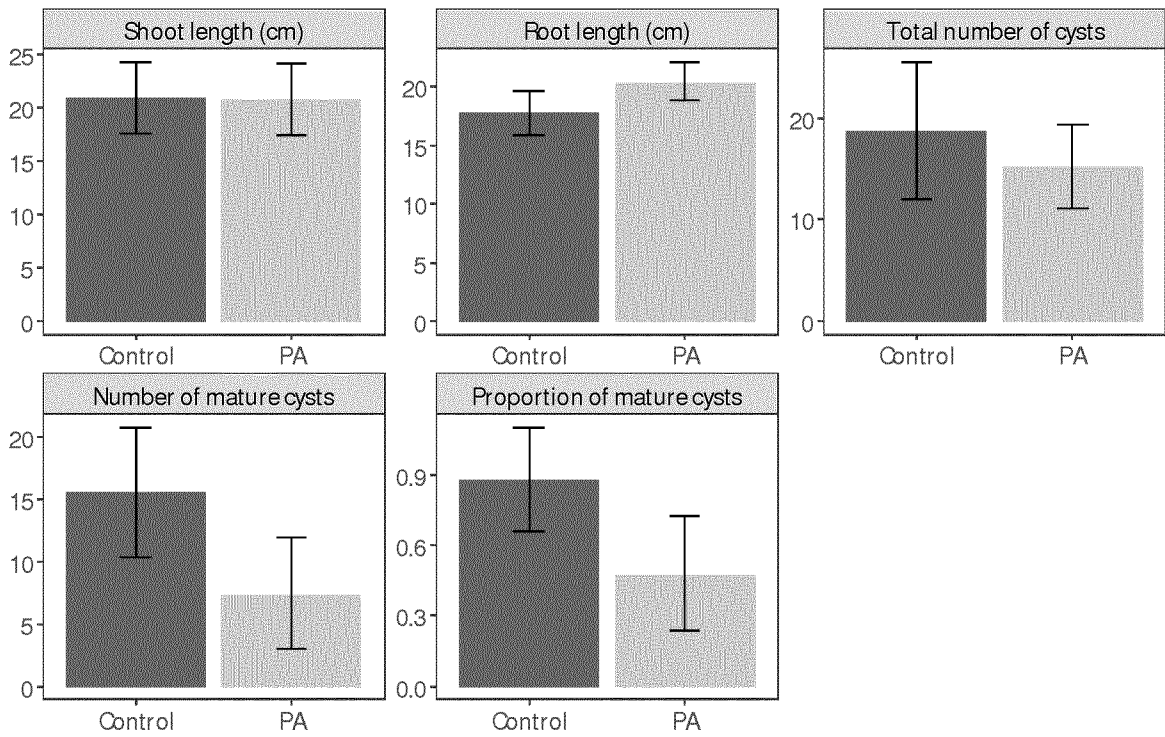 Shoot length (cm)
25
20
15
10
5
0
Control PA
Root length (cm)
20
15
10
5
0
Control PA
Total number of cysts
20
10
0
Control PA
Number of mature cysts
20
15
10
5
0
Control PA
Proportion of mature cysts
0.9
0.6
0.3
0.0
Control PA